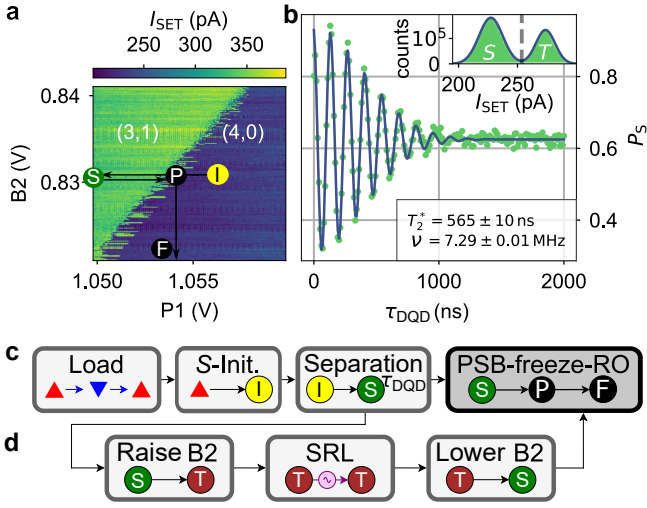 a
I_SET (pA)
250 300 350
0.84
0.83
B2 (V)
(3,1)
(4,0)
S
P
I
F
1.050
1.055
P1 (V)
b
counts
10^5
0
S
T
200
250
I_SET (pA)
0.8
0.6
0.4
P_S
T_2^* = 565 ± 10 ns
ν = 7.29 ± 0.01 MHz
0
1000
2000
τ_DQD (ns)
c
Load
S-Init.
I
Separation
I
S
τ_DQD
PSB-freeze-RO
S
P
F
d
Raise B2
S
T
SRL
T
~
T
Lower B2
T
S